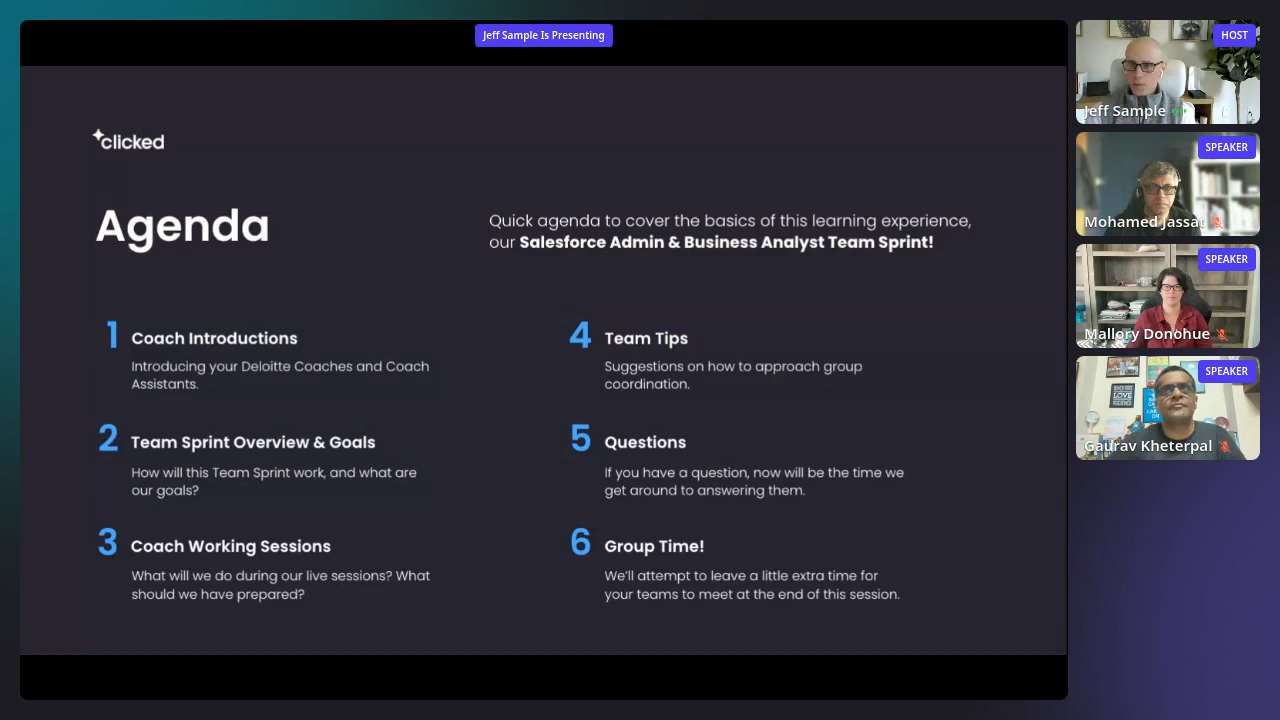 Jeff Sample Is Presenting
clicked
Agenda
Quick agenda to cover the basics of this learning experience,
our Salesforce Admin & Business Analyst Team Sprint!
1 Coach Introductions
Introducing your Deloitte Coaches and Coach
Assistants.
2 Team Sprint Overview & Goals
How will this Team Sprint work, and what are
our goals?
3 Coach Working Sessions
What will we do during our live sessions? What
should we have prepared?
4 Team Tips
Suggestions on how to approach group
coordination.
5 Questions
If you have a question, now will be the time we
get around to answering them.
6 Group Time!
We'll attempt to leave a little extra time for
your teams to meet at the end of this session.
HOST
Jeff Sample
SPEAKER
Mohamed Jassat
SPEAKER
Mallory Donohue
SPEAKER
Gaurav Kheterpal